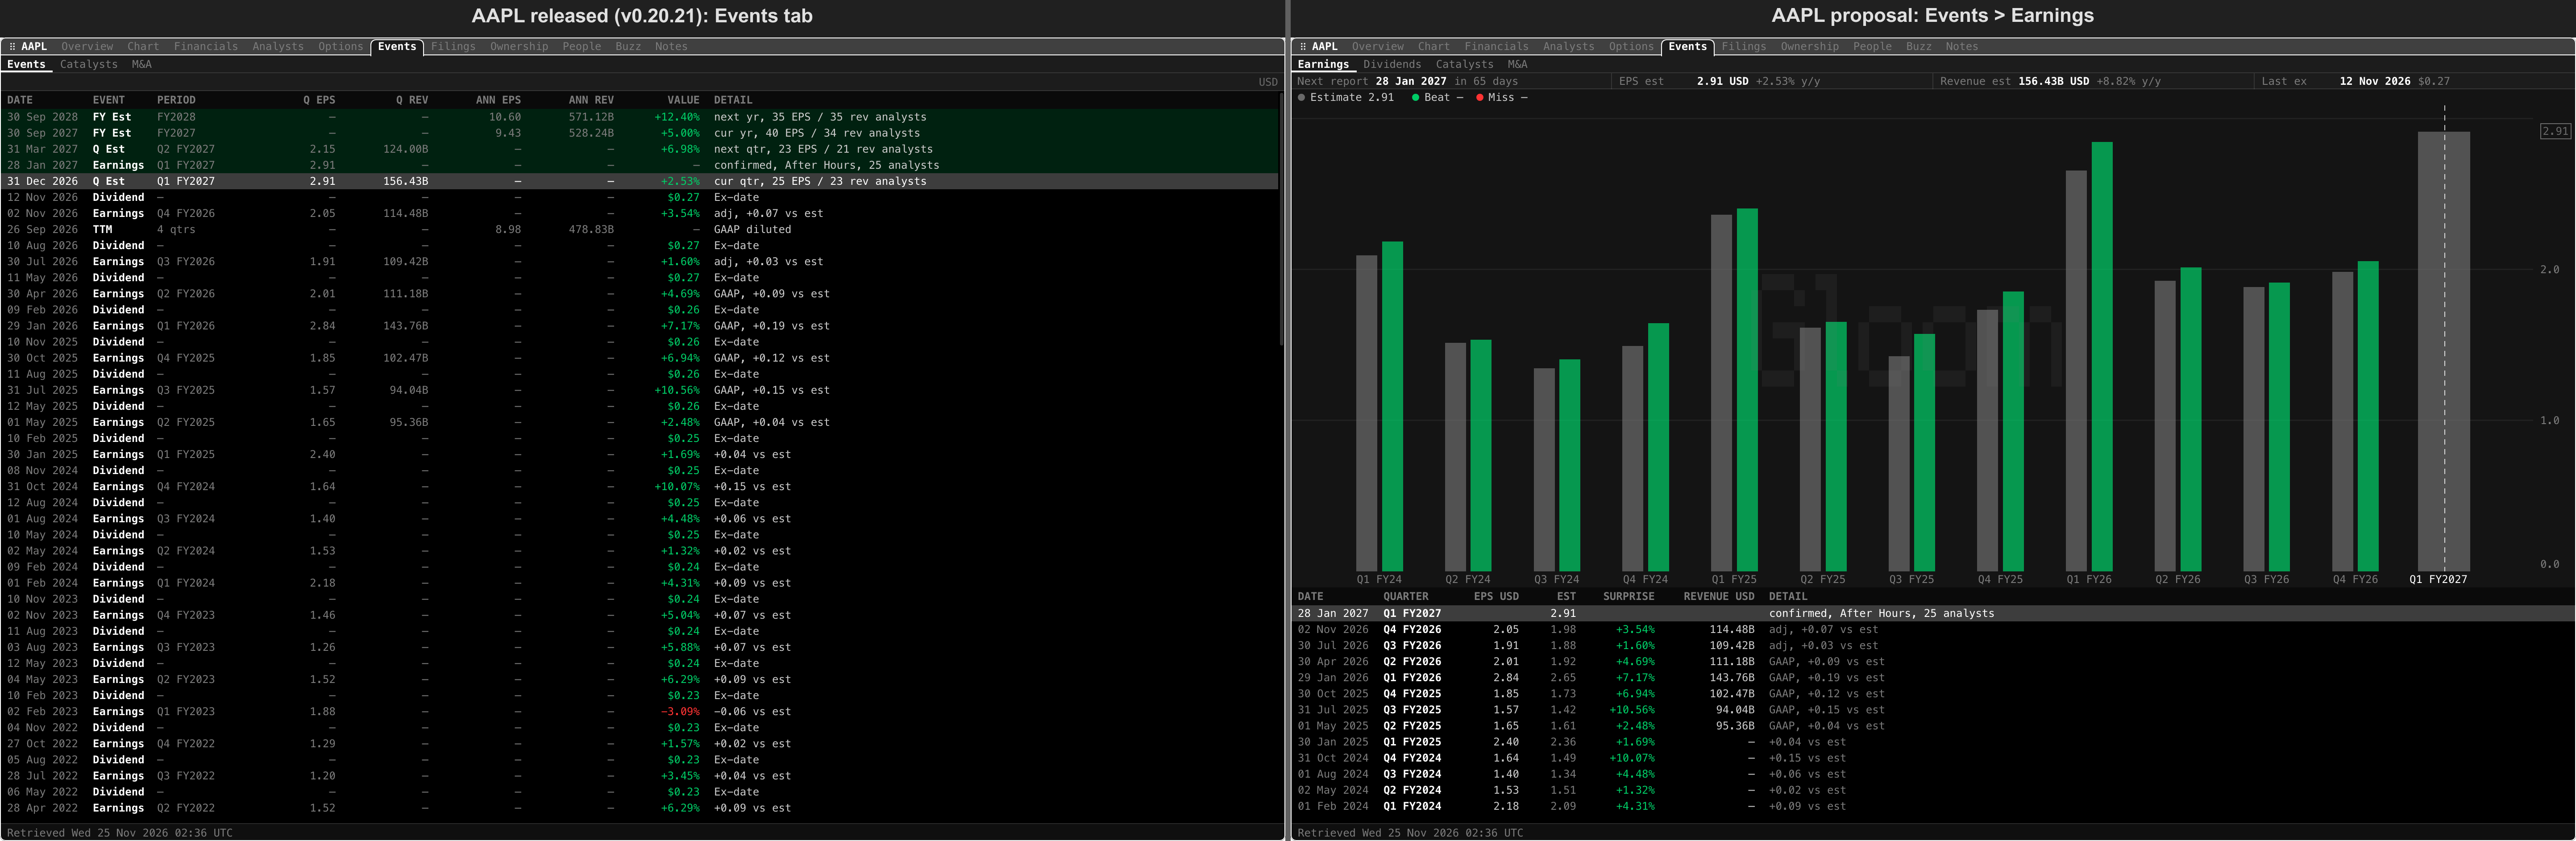 AAPL released (v0.20.21): Events tab
AAPL Overview Chart Financials Analysts Options Events Filings Ownership People Buzz Notes
Events Catalysts M&A
USD
DATE EVENT PERIOD Q EPS Q REV ANN EPS ANN REV VALUE DETAIL
30 Sep 2028 FY Est FY2028 — — 10.60 571.12B +12.40% next yr, 35 EPS / 35 rev analysts
30 Sep 2027 FY Est FY2027 — — 9.43 528.24B +5.00% cur yr, 40 EPS / 34 rev analysts
31 Mar 2027 Q Est Q2 FY2027 2.15 124.00B — — +6.98% next qtr, 23 EPS / 21 rev analysts
28 Jan 2027 Earnings Q1 FY2027 2.91 — — — — confirmed, After Hours, 25 analysts
31 Dec 2026 Q Est Q1 FY2027 2.91 156.43B — — +2.53% cur qtr, 25 EPS / 23 rev analysts
12 Nov 2026 Dividend — — — — — $0.27 Ex-date
02 Nov 2026 Earnings Q4 FY2026 2.05 114.48B — — +3.54% adj, +0.07 vs est
26 Sep 2026 TTM 4 qtrs — — 8.98 478.83B — GAAP diluted
10 Aug 2026 Dividend — — — — — $0.27 Ex-date
30 Jul 2026 Earnings Q3 FY2026 1.91 109.42B — — +1.60% adj, +0.03 vs est
11 May 2026 Dividend — — — — — $0.27 Ex-date
30 Apr 2026 Earnings Q2 FY2026 2.01 111.18B — — +4.69% GAAP, +0.09 vs est
09 Feb 2026 Dividend — — — — — $0.26 Ex-date
29 Jan 2026 Earnings Q1 FY2026 2.84 143.76B — — +7.17% GAAP, +0.19 vs est
10 Nov 2025 Dividend — — — — — $0.26 Ex-date
30 Oct 2025 Earnings Q4 FY2025 1.85 102.47B — — +6.94% GAAP, +0.12 vs est
11 Aug 2025 Dividend — — — — — $0.26 Ex-date
31 Jul 2025 Earnings Q3 FY2025 1.57 94.04B — — +10.56% GAAP, +0.15 vs est
12 May 2025 Dividend — — — — — $0.26 Ex-date
01 May 2025 Earnings Q2 FY2025 1.65 95.36B — — +2.48% GAAP, +0.04 vs est
10 Feb 2025 Dividend — — — — — $0.25 Ex-date
30 Jan 2025 Earnings Q1 FY2025 2.40 — — — +1.69% +0.04 vs est
08 Nov 2024 Dividend — — — — — $0.25 Ex-date
31 Oct 2024 Earnings Q4 FY2024 1.64 — — — +10.07% +0.15 vs est
12 Aug 2024 Dividend — — — — — $0.25 Ex-date
01 Aug 2024 Earnings Q3 FY2024 1.40 — — — +4.48% +0.06 vs est
10 May 2024 Dividend — — — — — $0.25 Ex-date
02 May 2024 Earnings Q2 FY2024 1.53 — — — +1.32% +0.02 vs est
09 Feb 2024 Dividend — — — — — $0.24 Ex-date
01 Feb 2024 Earnings Q1 FY2024 2.18 — — — +4.31% +0.09 vs est
10 Nov 2023 Dividend — — — — — $0.24 Ex-date
02 Nov 2023 Earnings Q4 FY2023 1.46 — — — +5.04% +0.07 vs est
11 Aug 2023 Dividend — — — — — $0.24 Ex-date
03 Aug 2023 Earnings Q3 FY2023 1.26 — — — +5.88% +0.07 vs est
12 May 2023 Dividend — — — — — $0.24 Ex-date
04 May 2023 Earnings Q2 FY2023 1.52 — — — +6.29% +0.09 vs est
10 Feb 2023 Dividend — — — — — $0.23 Ex-date
02 Feb 2023 Earnings Q1 FY2023 1.88 — — — −3.09% -0.06 vs est
04 Nov 2022 Dividend — — — — — $0.23 Ex-date
27 Oct 2022 Earnings Q4 FY2022 1.29 — — — +1.57% +0.02 vs est
05 Aug 2022 Dividend — — — — — $0.23 Ex-date
28 Jul 2022 Earnings Q3 FY2022 1.20 — — — +3.45% +0.04 vs est
06 May 2022 Dividend — — — — — $0.23 Ex-date
28 Apr 2022 Earnings Q2 FY2022 1.52 — — — +6.29% +0.09 vs est
Retrieved Wed 25 Nov 2026 02:36 UTC
AAPL proposal: Events > Earnings
AAPL Overview Chart Financials Analysts Options Events Filings Ownership People Buzz Notes
Earnings Dividends Catalysts M&A
Next report 28 Jan 2027 in 65 days EPS est 2.91 USD +2.53% y/y Revenue est 156.43B USD +8.82% y/y Last ex 12 Nov 2026 $0.27
Estimate 2.91 Beat — Miss —
2.91
2.0
1.0
0.0
Gloom
Q1 FY24 Q2 FY24 Q3 FY24 Q4 FY24 Q1 FY25 Q2 FY25 Q3 FY25 Q4 FY25 Q1 FY26 Q2 FY26 Q3 FY26 Q4 FY26 Q1 FY2027
DATE QUARTER EPS USD EST SURPRISE REVENUE USD DETAIL
28 Jan 2027 Q1 FY2027 2.91 confirmed, After Hours, 25 analysts
02 Nov 2026 Q4 FY2026 2.05 1.98 +3.54% 114.48B adj, +0.07 vs est
30 Jul 2026 Q3 FY2026 1.91 1.88 +1.60% 109.42B adj, +0.03 vs est
30 Apr 2026 Q2 FY2026 2.01 1.92 +4.69% 111.18B GAAP, +0.09 vs est
29 Jan 2026 Q1 FY2026 2.84 2.65 +7.17% 143.76B GAAP, +0.19 vs est
30 Oct 2025 Q4 FY2025 1.85 1.73 +6.94% 102.47B GAAP, +0.12 vs est
31 Jul 2025 Q3 FY2025 1.57 1.42 +10.56% 94.04B GAAP, +0.15 vs est
01 May 2025 Q2 FY2025 1.65 1.61 +2.48% 95.36B GAAP, +0.04 vs est
30 Jan 2025 Q1 FY2025 2.40 2.36 +1.69% — +0.04 vs est
31 Oct 2024 Q4 FY2024 1.64 1.49 +10.07% — +0.15 vs est
01 Aug 2024 Q3 FY2024 1.40 1.34 +4.48% — +0.06 vs est
02 May 2024 Q2 FY2024 1.53 1.51 +1.32% — +0.02 vs est
01 Feb 2024 Q1 FY2024 2.18 2.09 +4.31% — +0.09 vs est
Retrieved Wed 25 Nov 2026 02:36 UTC